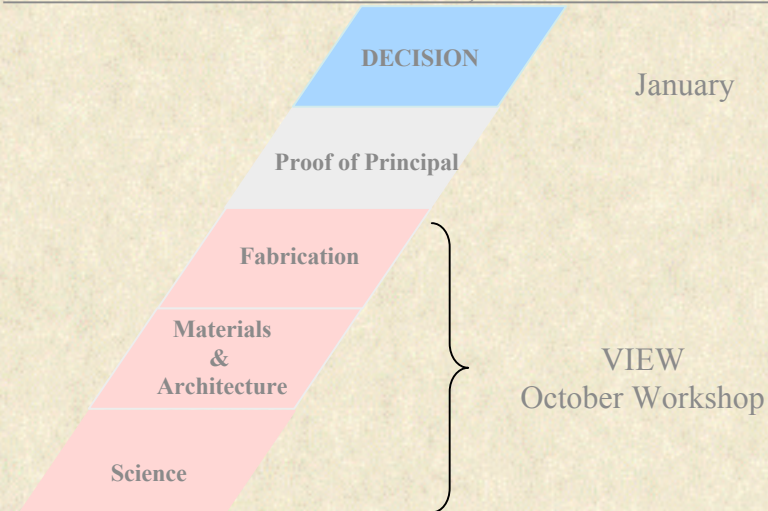 DECISION
January
Proof of Principal
Fabrication
Materials
&
Architecture
VIEW
October Workshop
Science